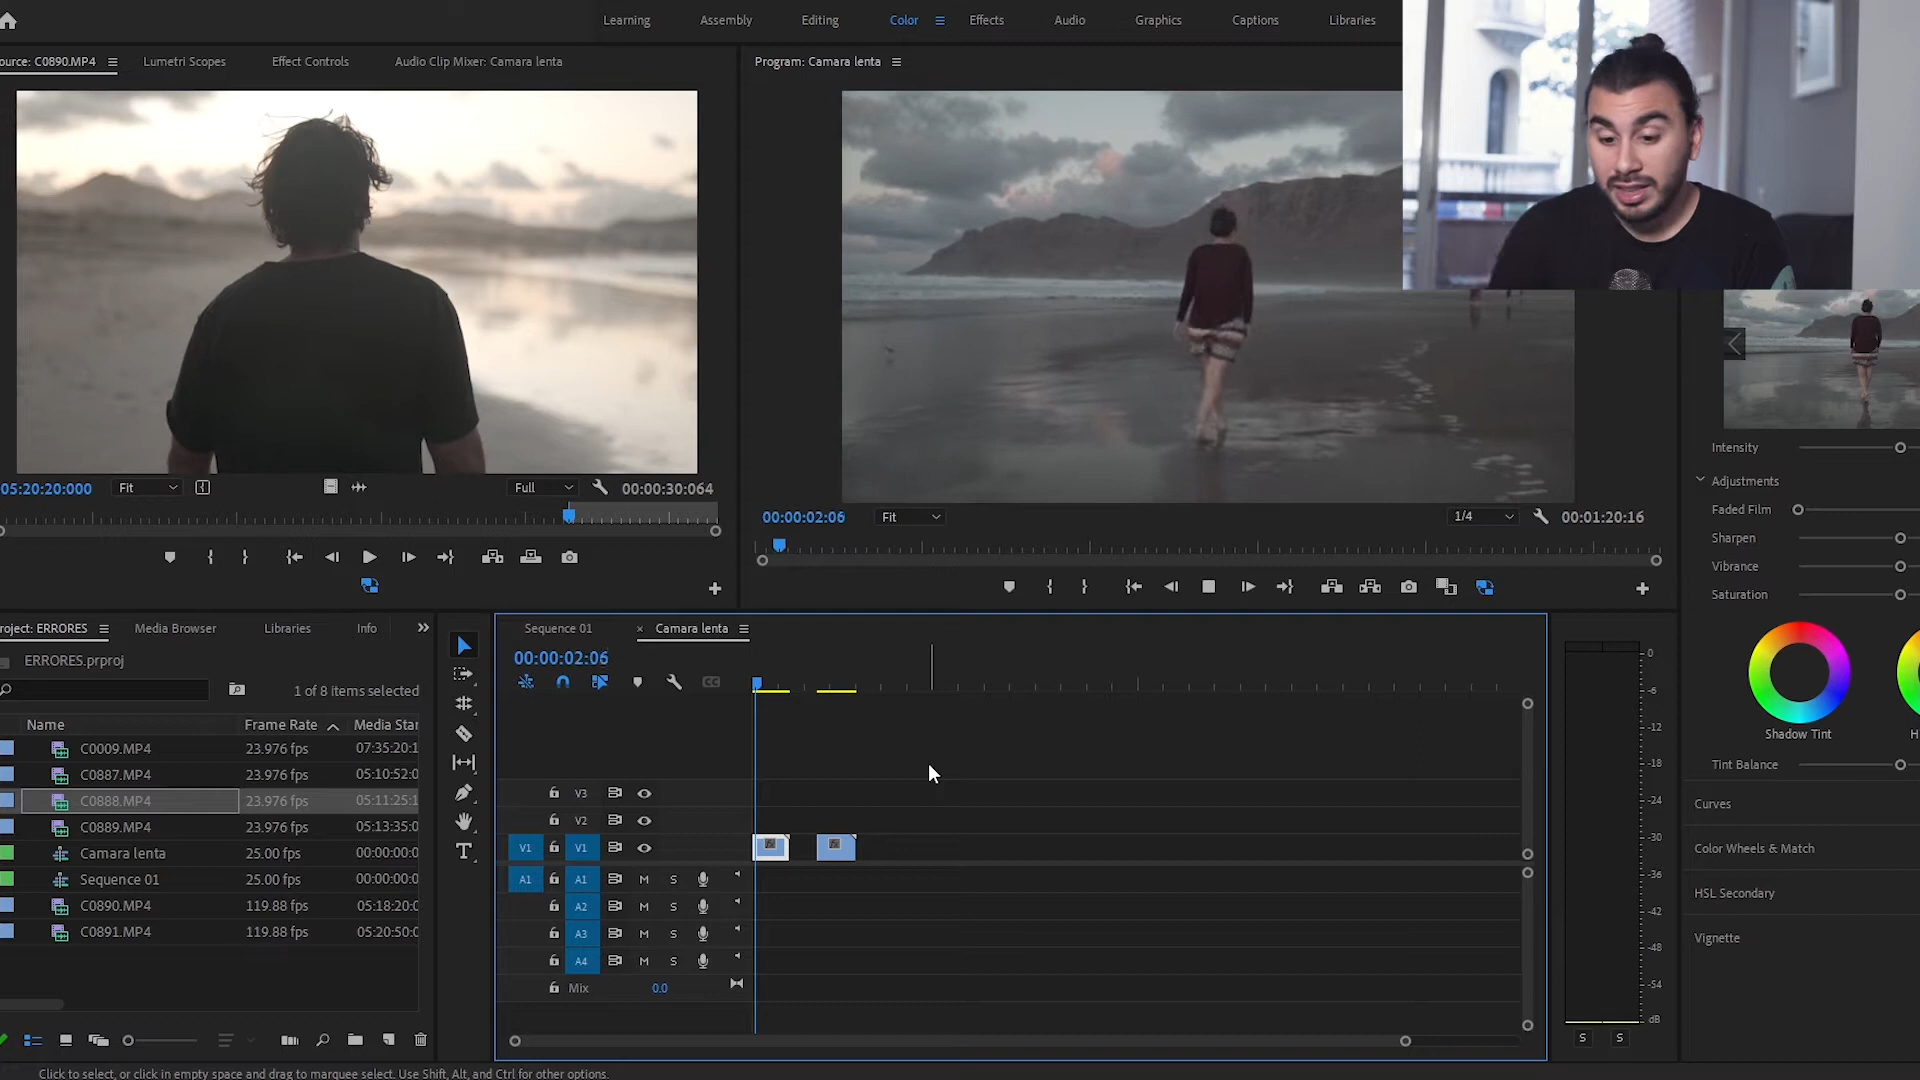 Learning Assembly Editing Color Effects Audio Graphics Captions Libraries
ource: C0890.MP4 Lumetri Scopes Effect Controls Audio Clip Mixer: Camara lenta
Program: Camara lenta
05:20:20:000 Fit Full 00:00:30:064
00:00:02:06 Fit 1/4 00:01:20:16
Intensity
Adjustments
Faded Film
Sharpen
Vibrance
Saturation
Shadow Tint H
Tint Balance
Curves
Color Wheels & Match
HSL Secondary
Vignette
roject: ERRORES Media Browser Libraries Info
ERRORES.prproj
1 of 8 items selected
Name Frame Rate Media Star
C0009.MP4 23.976 fps 07:35:20:1
C0887.MP4 23.976 fps 05:10:52:0
C0888.MP4 23.976 fps 05:11:25:1
C0889.MP4 23.976 fps 05:13:35:0
Camara lenta 25.00 fps 00:00:00:0
Sequence 01 25.00 fps 00:00:00:0
C0890.MP4 119.88 fps 05:18:20:0
C0891.MP4 119.88 fps 05:20:50:0
T
Sequence 01 × Camara lenta
00:00:02:06
CC
V3
V2
V1 V1
A1 A1 M S
A2 M S
A3 M S
A4 M S
Mix 0.0
0
-6
-12
-18
-24
-30
-36
-42
-48
-54
dB
S S
Click to select, or click in empty space and drag to marquee select. Use Shift, Alt, and Ctrl for other options.